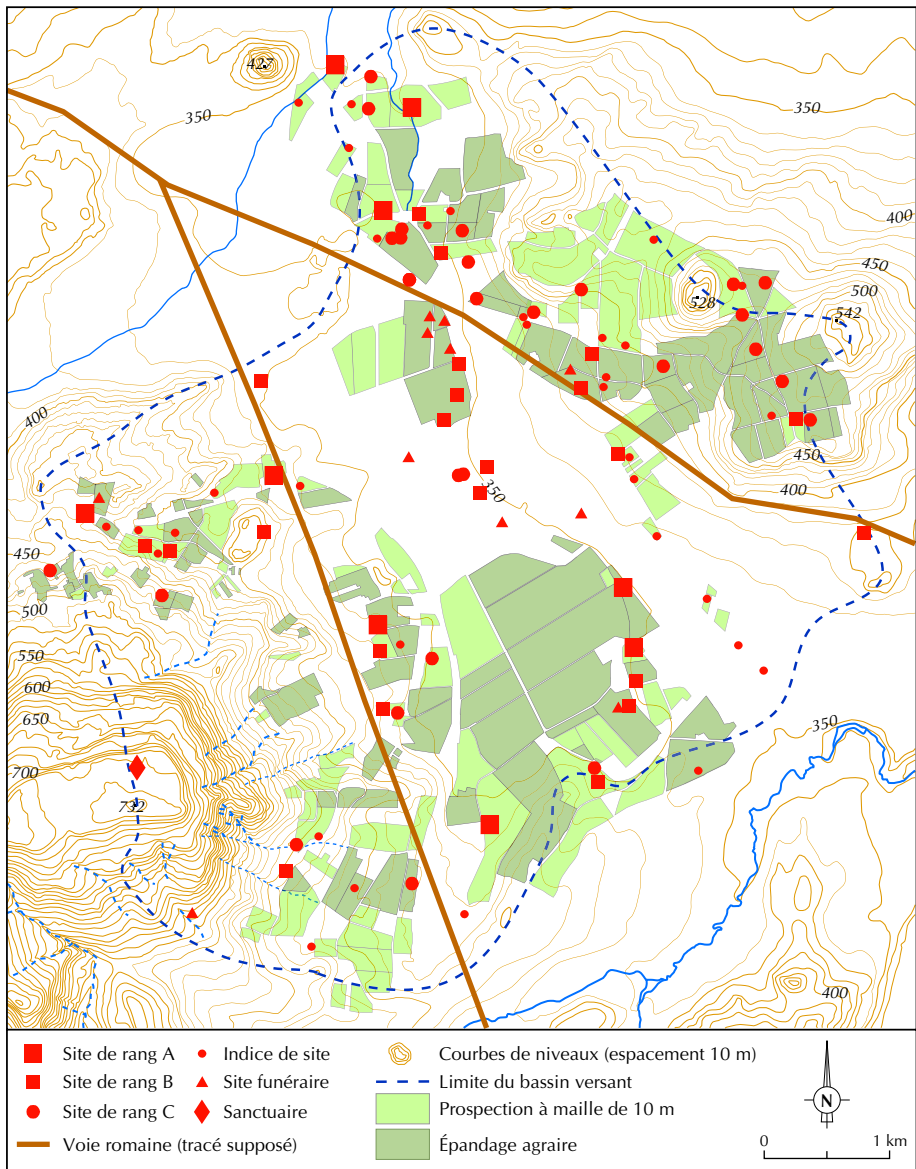 427
350
350
400
450
500
528
542
400
450
400
350
450
500
550
600
650
700
732
350
400
Site de rang A
Indice de site
Courbes de niveaux (espacement 10 m)
Site de rang B
Site funéraire
Limite du bassin versant
Site de rang C
Sanctuaire
Prospection à maille de 10 m
Voie romaine (tracé supposé)
Épandage agraire
N
0 1 km